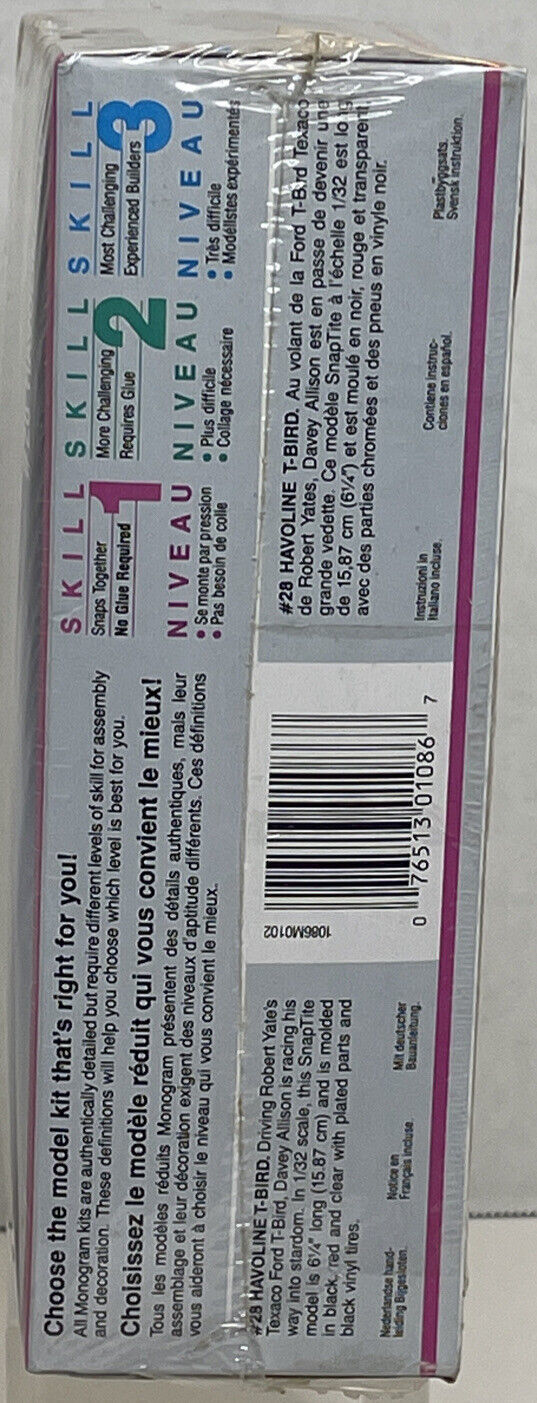 Choose the model kit that's right for you!
All Monogram kits are authentically detailed but require different levels of skill for assembly
and decoration. These definitions will help you choose which level is best for you.
Choisissez le modèle réduit qui vous convient le mieux!
Tous les modèles réduits Monogram présentent des détails authentiques, mais leur
assemblage et leur décoration exigent des niveaux d'aptitude différents. Ces définitions
vous aideront à choisir le niveau qui vous convient le mieux.
SKILL 1
Snaps Together
No Glue Required
NIVEAU
• Se monte par pression
• Pas besoin de colle
SKILL 2
More Challenging
Requires Glue
NIVEAU
• Plus difficile
• Collage nécessaire
SKILL 3
Most Challenging
Experienced Builders
NIVEAU
• Très difficile
• Modélistes expérimentés
#28 HAVOLINE T-BIRD. Driving Robert Yate's
Texaco Ford T-Bird, Davey Allison is racing his
way into stardom. In 1/32 scale, this SnapTite
model is 6¼" long (15.87 cm) and is molded
in black, red and clear with plated parts and
black vinyl tires.
1086M0102
0 76513 01086 7
#28 HAVOLINE T-BIRD. Au volant de la Ford T-Bird Texaco
de Robert Yates, Davey Allison est en passe de devenir une
grande vedette. Ce modèle SnapTite à l'échelle 1/32 est long
de 15,87 cm (6¼") et est moulé en noir, rouge et transparent,
avec des parties chromées et des pneus en vinyle noir.
Nederlandse hand-
leiding Bijgesloten.
Notice en
Français incluse.
Mit deutscher
Bauanleitung.
Instruzioni in
Italiano Incluse.
Contiene instruc-
ciones en español.
Plastbyggsats.
Svensk instruktion.